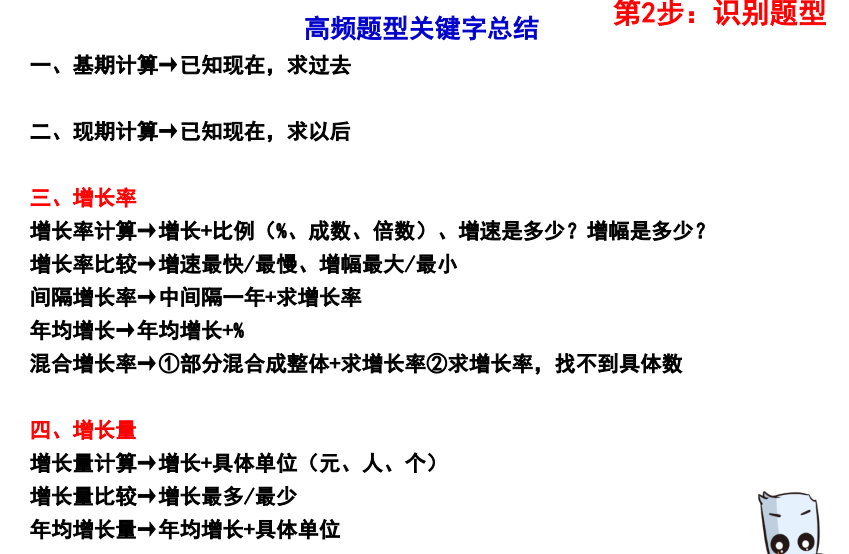 第2步：识别题型
高频题型关键字总结
一、基期计算→已知现在，求过去
二、现期计算→已知现在，求以后
三、增长率
增长率计算→增长+比例（%、成数、倍数）、增速是多少？增幅是多少？
增长率比较→增速最快/最慢、增幅最大/最小
间隔增长率→中间隔一年+求增长率
年均增长→年均增长+%
混合增长率→①部分混合成整体+求增长率②求增长率，找不到具体数
四、增长量
增长量计算→增长+具体单位（元、人、个）
增长量比较→增长最多/最少
年均增长量→年均增长+具体单位